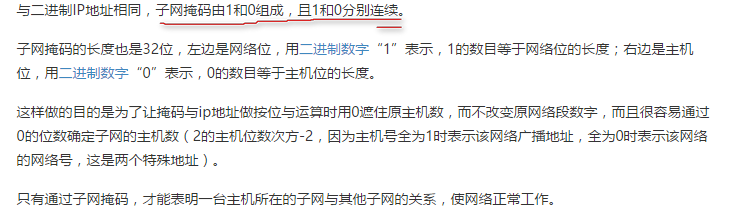 与二进制IP地址相同，子网掩码由1和0组成，且1和0分别连续。
子网掩码的长度也是32位，左边是网络位，用二进制数字“1”表示，1的数目等于网络位的长度；右边是主机
位，用二进制数字“0”表示，0的数目等于主机位的长度。
这样做的目的是为了让掩码与ip地址做按位与运算时用0遮住原主机数，而不改变原网络段数字，而且很容易通过
0的位数确定子网的主机数（2的主机位数次方-2，因为主机号全为1时表示该网络广播地址，全为0时表示该网络
的网络号，这是两个特殊地址）。
只有通过子网掩码，才能表明一台主机所在的子网与其他子网的关系，使网络正常工作。